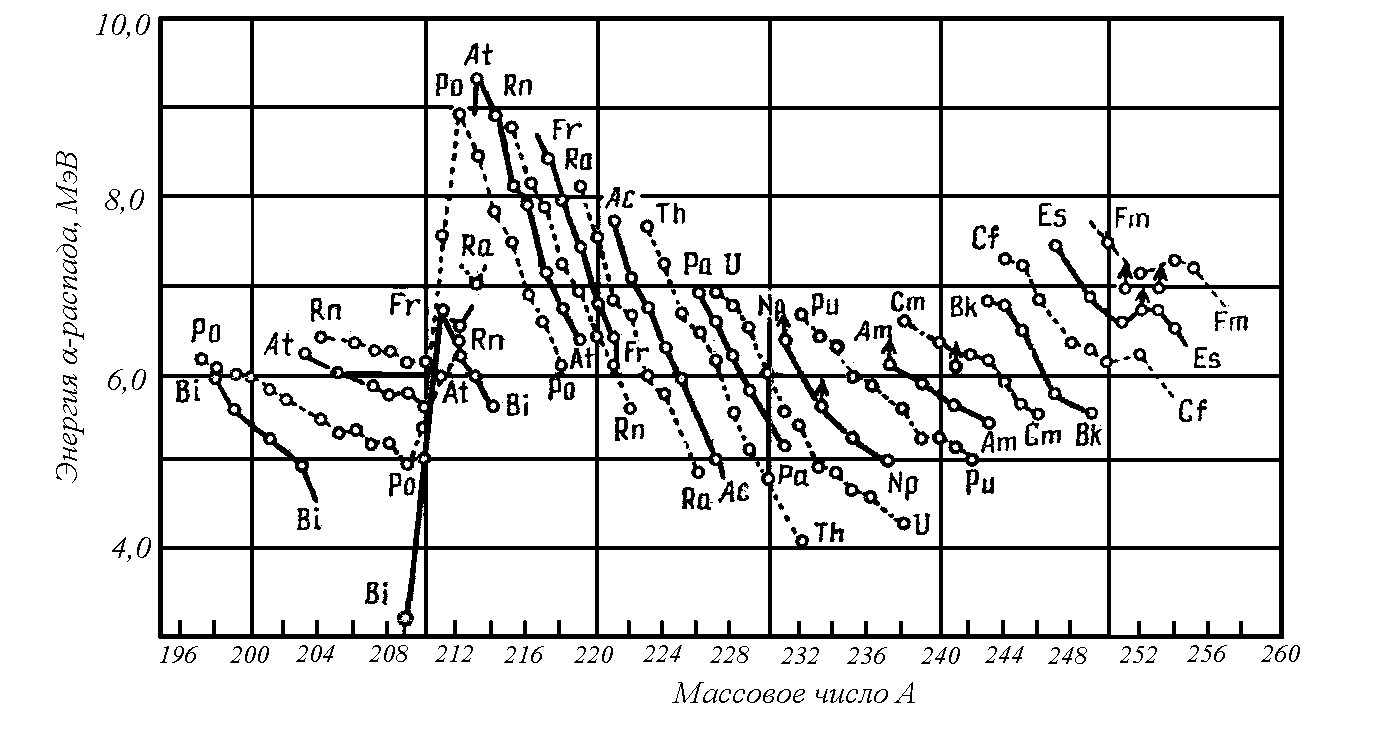 10,0
At
Po Rn
Fr
Ra
8,0
Ac
Th
Es
Fm
Cf
Ra
Pa U
Rn
Fr
Np
Pu
Cm
Bk
Po
At
Rn
Am
Fm
Es
6,0
Bi
At
Bi
At
Po
Fr
Rn
Cf
Am
Cm
Bk
Po
Ra
Ac
Pa
Np
Pu
Bi
Th
U
4,0
Bi
196 200 204 208 212 216 220 224 228 232 236 240 244 248 252 256 260
Массовое число А
Энергия α-распада, МэВ